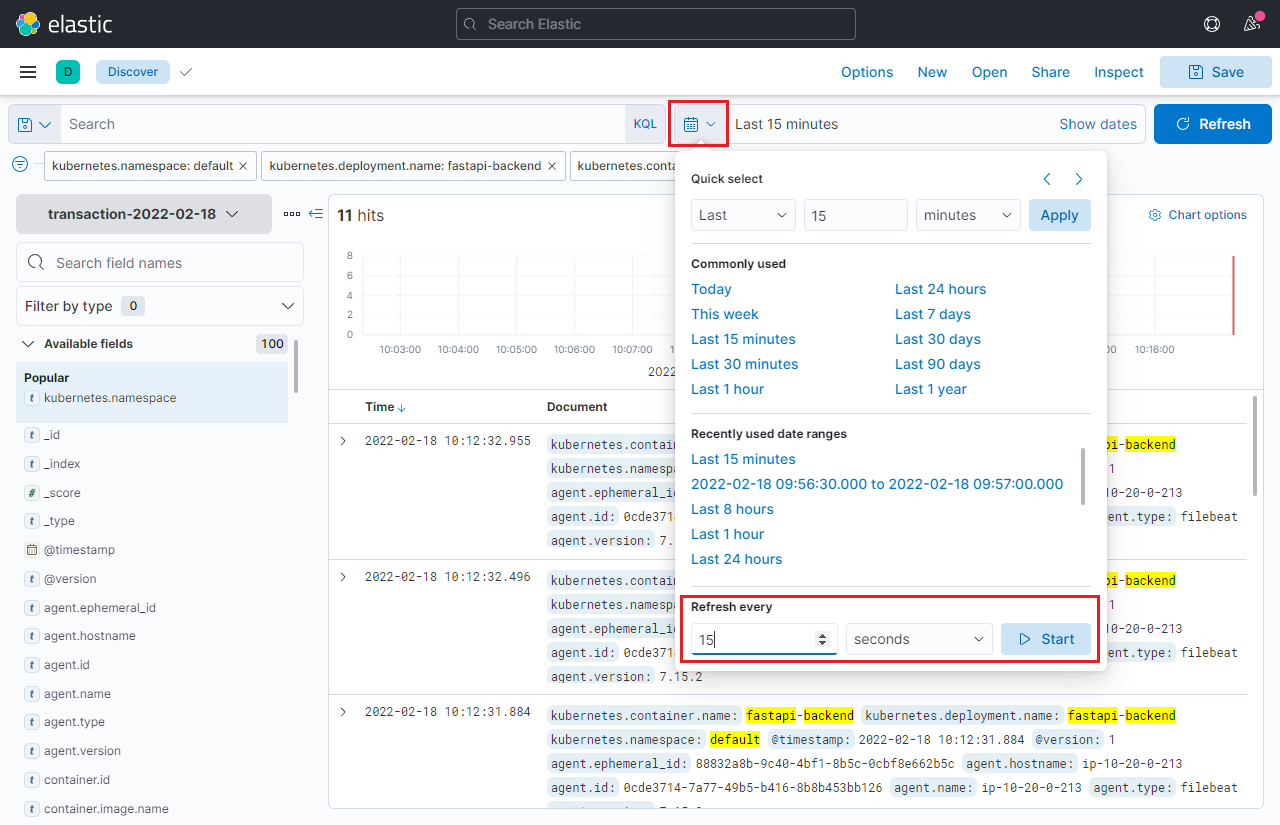 elastic
Search Elastic
D
Discover
Options
New
Open
Share
Inspect
Save
Search
KQL
Last 15 minutes
Show dates
Refresh
kubernetes.namespace: default
kubernetes.deployment.name: fastapi-backend
kubernetes.conta
transaction-2022-02-18
Search field names
Filter by type 0
Available fields 100
Popular
t kubernetes.namespace
t _id
t _index
# _score
t _type
@timestamp
t @version
t agent.ephemeral_id
t agent.hostname
t agent.id
t agent.name
t agent.type
t agent.version
t container.id
t container.image.name
11 hits
Chart options
8
6
4
2
0
10:03:00 10:04:00 10:05:00 10:06:00 10:07:00 10:16:00
2022
Quick select
Last
15
minutes
Apply
Commonly used
Today Last 24 hours
This week Last 7 days
Last 15 minutes Last 30 days
Last 30 minutes Last 90 days
Last 1 hour Last 1 year
Recently used date ranges
Last 15 minutes
2022-02-18 09:56:30.000 to 2022-02-18 09:57:00.000
Last 8 hours
Last 1 hour
Last 24 hours
Refresh every
15
seconds
Start
Time Document
2022-02-18 10:12:32.955 kubernetes.contain pi-backend
kubernetes.namespa 1
agent.ephemeral_id p-10-20-0-213
agent.id: 0cde3714 ent.type: filebeat
agent.version: 7.
2022-02-18 10:12:32.496 kubernetes.contain pi-backend
kubernetes.namespa 1
agent.ephemeral_id p-10-20-0-213
agent.id: 0cde3714 ent.type: filebeat
agent.version: 7.15.2
2022-02-18 10:12:31.884 kubernetes.container.name: fastapi-backend kubernetes.deployment.name: fastapi-backend
kubernetes.namespace: default @timestamp: 2022-02-18 10:12:31.884 @version: 1
agent.ephemeral_id: 88832a8b-9c40-4bf1-8b5c-0cbf8e662b5c agent.hostname: ip-10-20-0-213
agent.id: 0cde3714-7a77-49b5-b416-8b8b453bb126 agent.name: ip-10-20-0-213 agent.type: filebeat